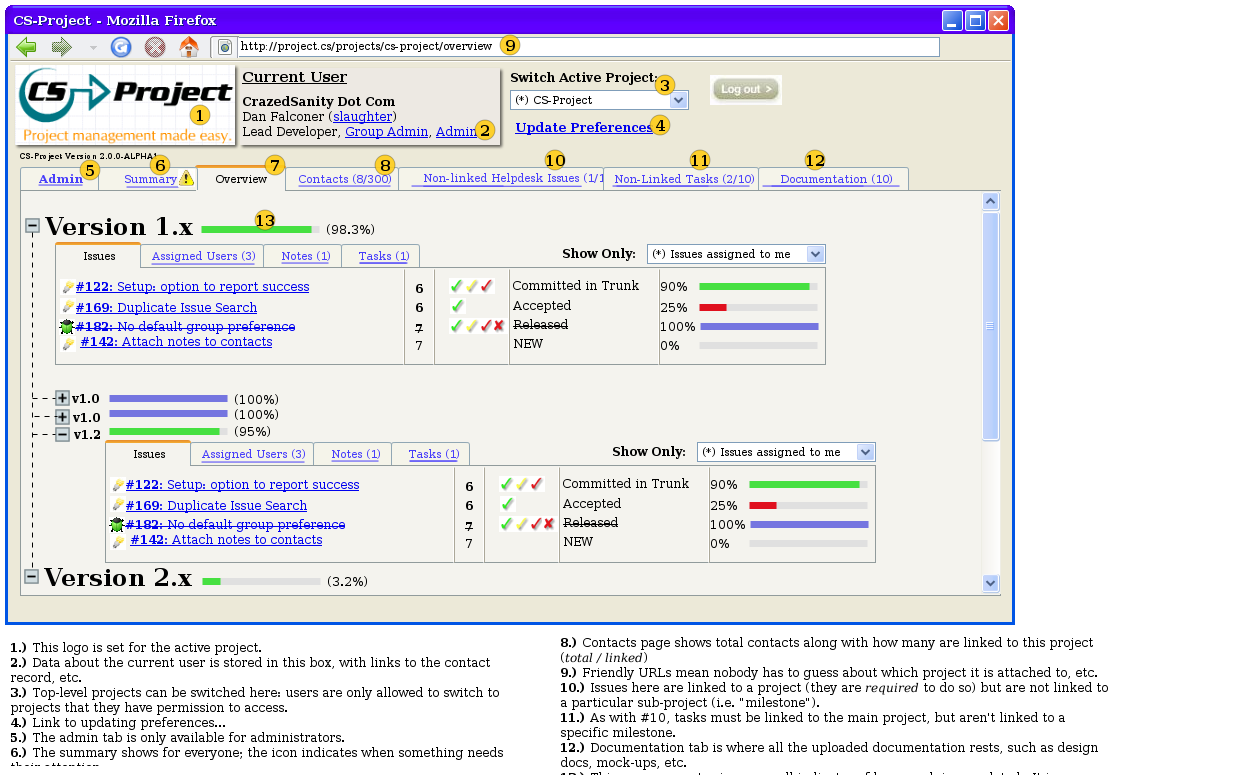 CS-Project - Mozilla Firefox
http://project.cs/projects/cs-project/overview 9
CS Project
1
Project management made easy.
Current User
CrazedSanity Dot Com
Dan Falconer (slaughter)
Lead Developer, Group Admin, Admin 2
Switch Active Project: 3
(*) CS-Project
Update Preferences 4
Log out >
CS-Project Version 2.0.0-ALPHA1
5 6 7 8 10 11 12
Admin Summary Overview Contacts (8/300) Non-linked Helpdesk Issues (1/1 Non-Linked Tasks (2/10) Documentation (10)
13
Version 1.x (98.3%)
Issues Assigned Users (3) Notes (1) Tasks (1) Show Only: (*) Issues assigned to me
#122: Setup: option to report success 6 Committed in Trunk 90%
#169: Duplicate Issue Search 6 Accepted 25%
#182: No default group preference 7 Released 100%
#142: Attach notes to contacts 7 NEW 0%
v1.0 (100%)
v1.0 (100%)
v1.2 (95%)
Issues Assigned Users (3) Notes (1) Tasks (1) Show Only: (*) Issues assigned to me
#122: Setup: option to report success 6 Committed in Trunk 90%
#169: Duplicate Issue Search 6 Accepted 25%
#182: No default group preference 7 Released 100%
#142: Attach notes to contacts 7 NEW 0%
Version 2.x (3.2%)
1.) This logo is set for the active project.
2.) Data about the current user is stored in this box, with links to the contact
record, etc.
3.) Top-level projects can be switched here: users are only allowed to switch to
projects that they have permission to access.
4.) Link to updating preferences...
5.) The admin tab is only available for administrators.
6.) The summary shows for everyone; the icon indicates when something needs
their attention.
8.) Contacts page shows total contacts along with how many are linked to this project
(total / linked)
9.) Friendly URLs mean nobody has to guess about which project it is attached to, etc.
10.) Issues here are linked to a project (they are required to do so) but are not linked to
a particular sub-project (i.e. "milestone").
11.) As with #10, tasks must be linked to the main project, but aren't linked to a
specific milestone.
12.) Documentation tab is where all the uploaded documentation rests, such as design
docs, mock-ups, etc.